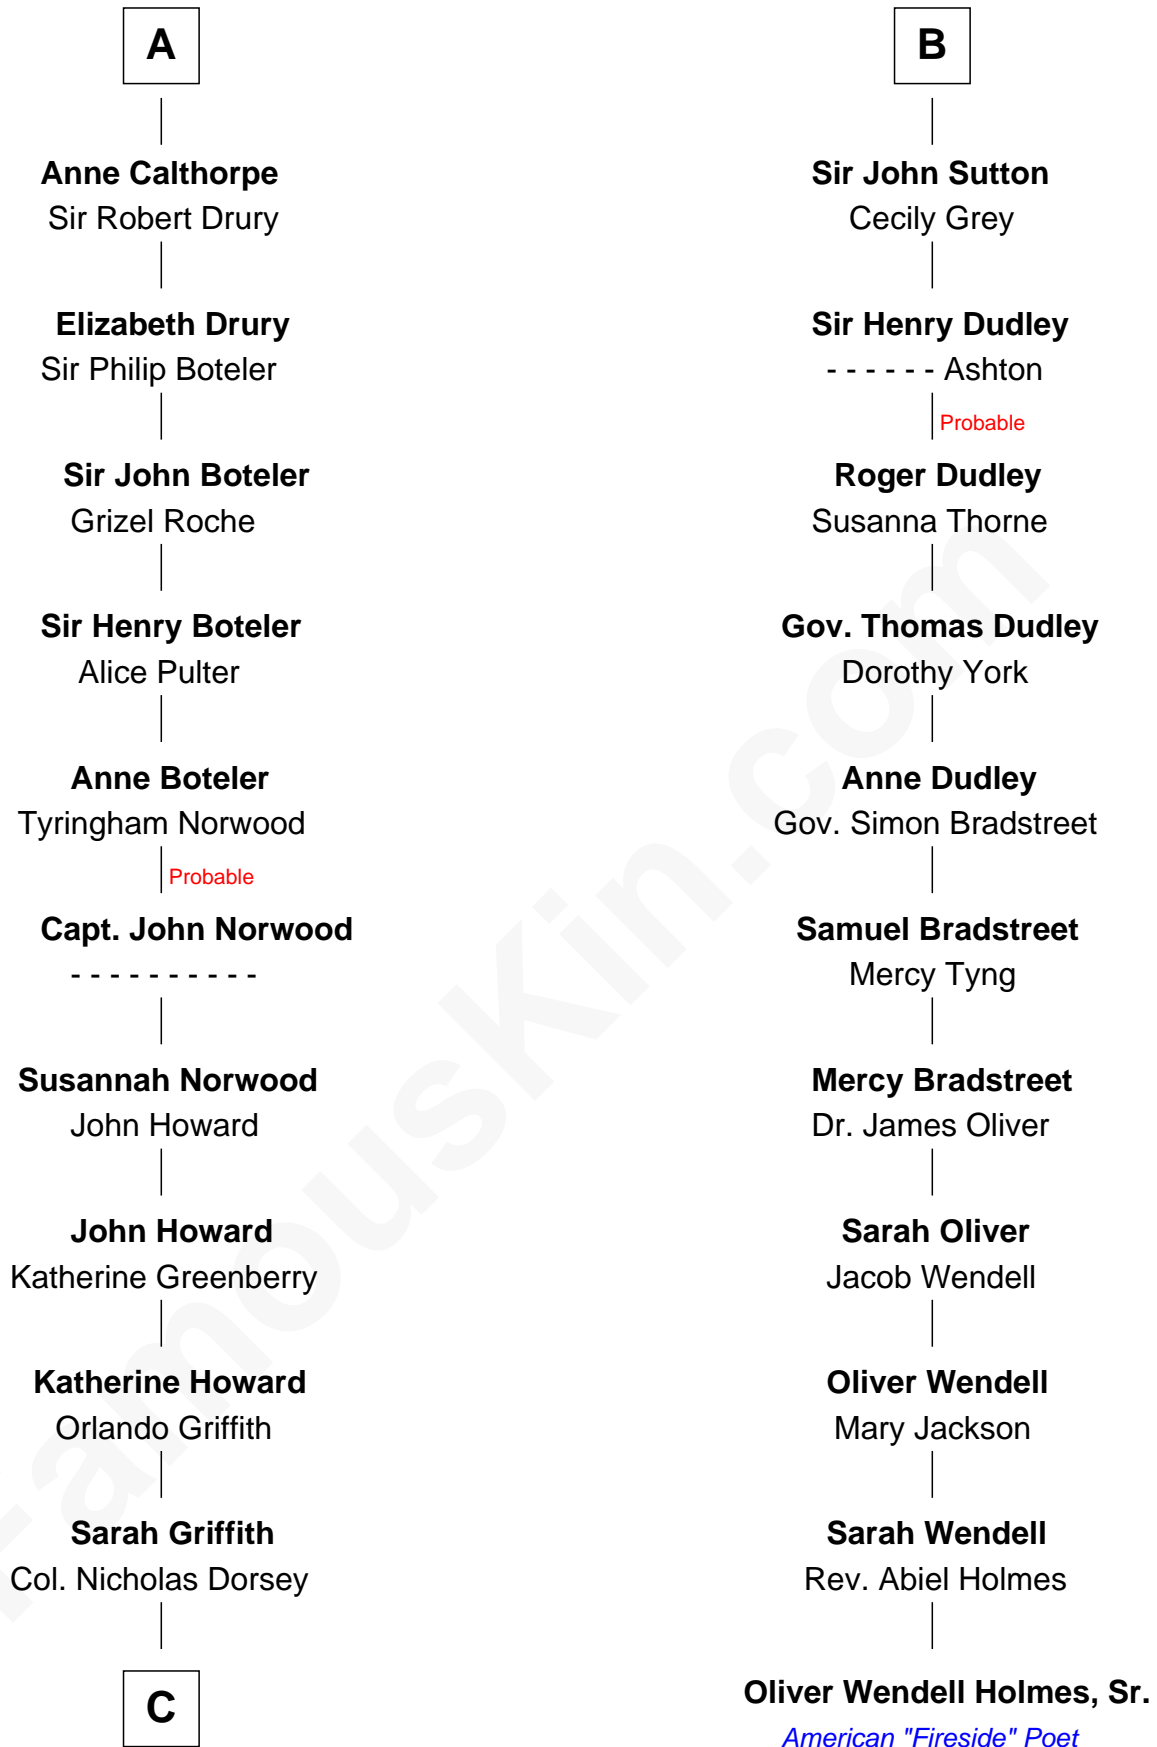 A
Anne Calthorpe
Sir Robert Drury
Elizabeth Drury
Sir Philip Boteler
Sir John Boteler
Grizel Roche
Sir Henry Boteler
Alice Pulter
Anne Boteler
Tyringham Norwood
Probable
Capt. John Norwood
- - - - - - - - - -
Susannah Norwood
John Howard
John Howard
Katherine Greenberry
Katherine Howard
Orlando Griffith
Sarah Griffith
Col. Nicholas Dorsey
C
B
Sir John Sutton
Cecily Grey
Sir Henry Dudley
- - - - - - Ashton
Probable
Roger Dudley
Susanna Thorne
Gov. Thomas Dudley
Dorothy York
Anne Dudley
Gov. Simon Bradstreet
Samuel Bradstreet
Mercy Tyng
Mercy Bradstreet
Dr. James Oliver
Sarah Oliver
Jacob Wendell
Oliver Wendell
Mary Jackson
Sarah Wendell
Rev. Abiel Holmes
Oliver Wendell Holmes, Sr.
American "Fireside" Poet
FamousKin.com